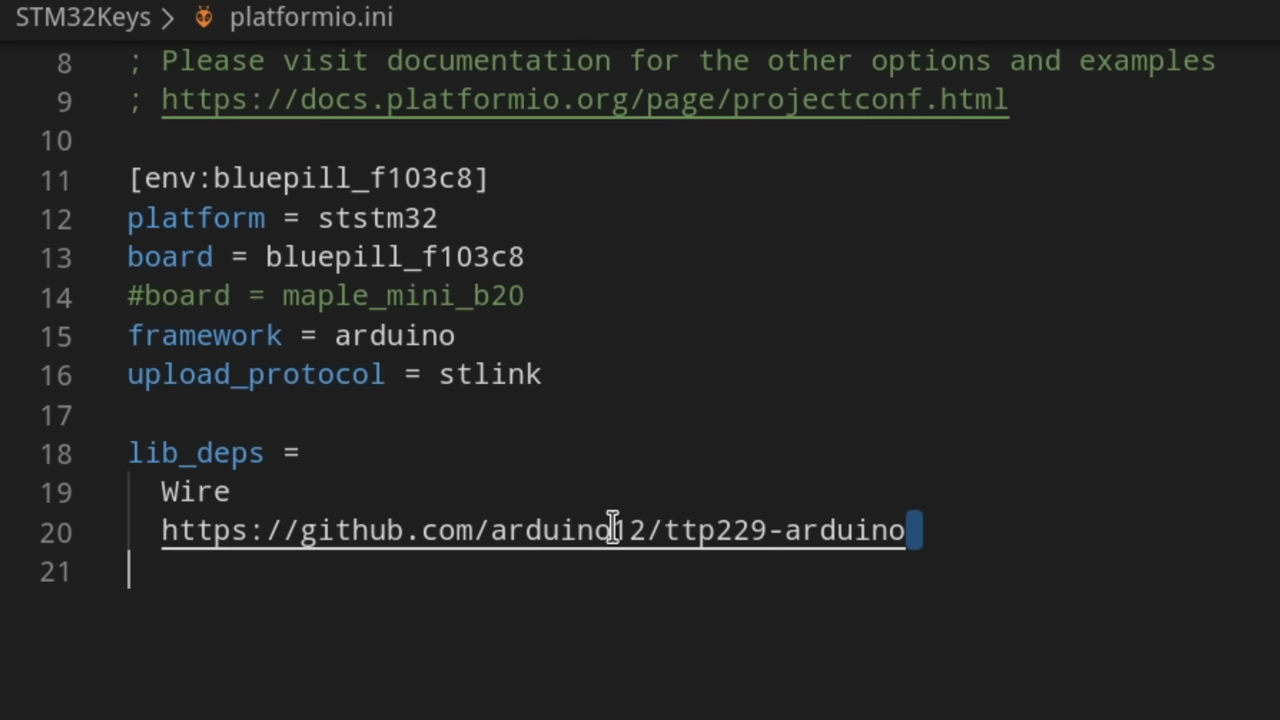 STM32Keys > platformio.ini
8 ; Please visit documentation for the other options and examples
9 ; https://docs.platformio.org/page/projectconf.html
10
11 [env:bluepill_f103c8]
12 platform = ststm32
13 board = bluepill_f103c8
14 #board = maple_mini_b20
15 framework = arduino
16 upload_protocol = stlink
17
18 lib_deps =
19 Wire
20 https://github.com/arduino12/ttp229-arduino
21